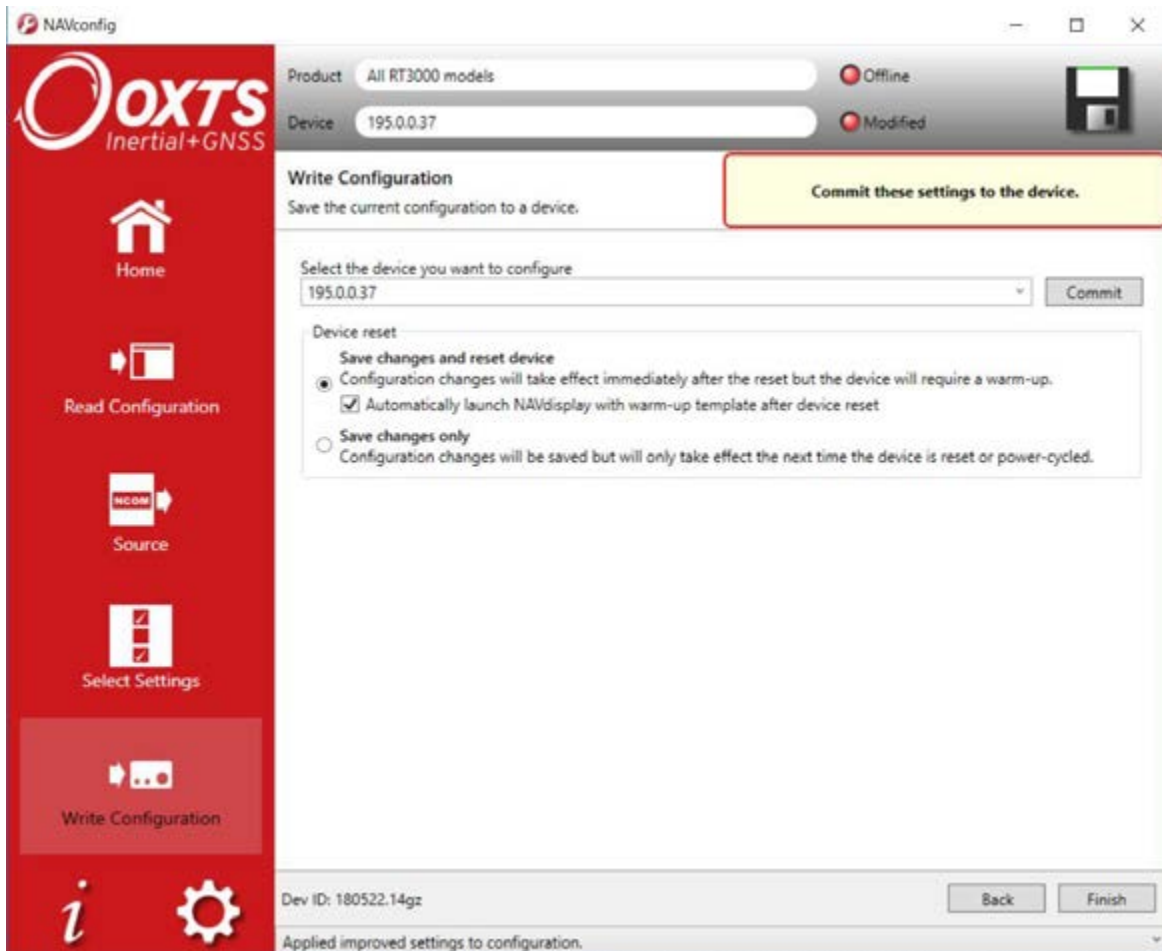 NAVconfig
OXTS
Inertial+GNSS
Home
Read Configuration
NCOM
Source
Select Settings
Write Configuration
i
Product All RT3000 models Offline
Device 195.0.0.37 Modified
Write Configuration
Save the current configuration to a device.
Commit these settings to the device.
Select the device you want to configure
195.0.0.37 Commit
Device reset
Save changes and reset device
Configuration changes will take effect immediately after the reset but the device will require a warm-up.
Automatically launch NAVdisplay with warm-up template after device reset
Save changes only
Configuration changes will be saved but will only take effect the next time the device is reset or power-cycled.
Dev ID: 180522.14gz Back Finish
Applied improved settings to configuration.